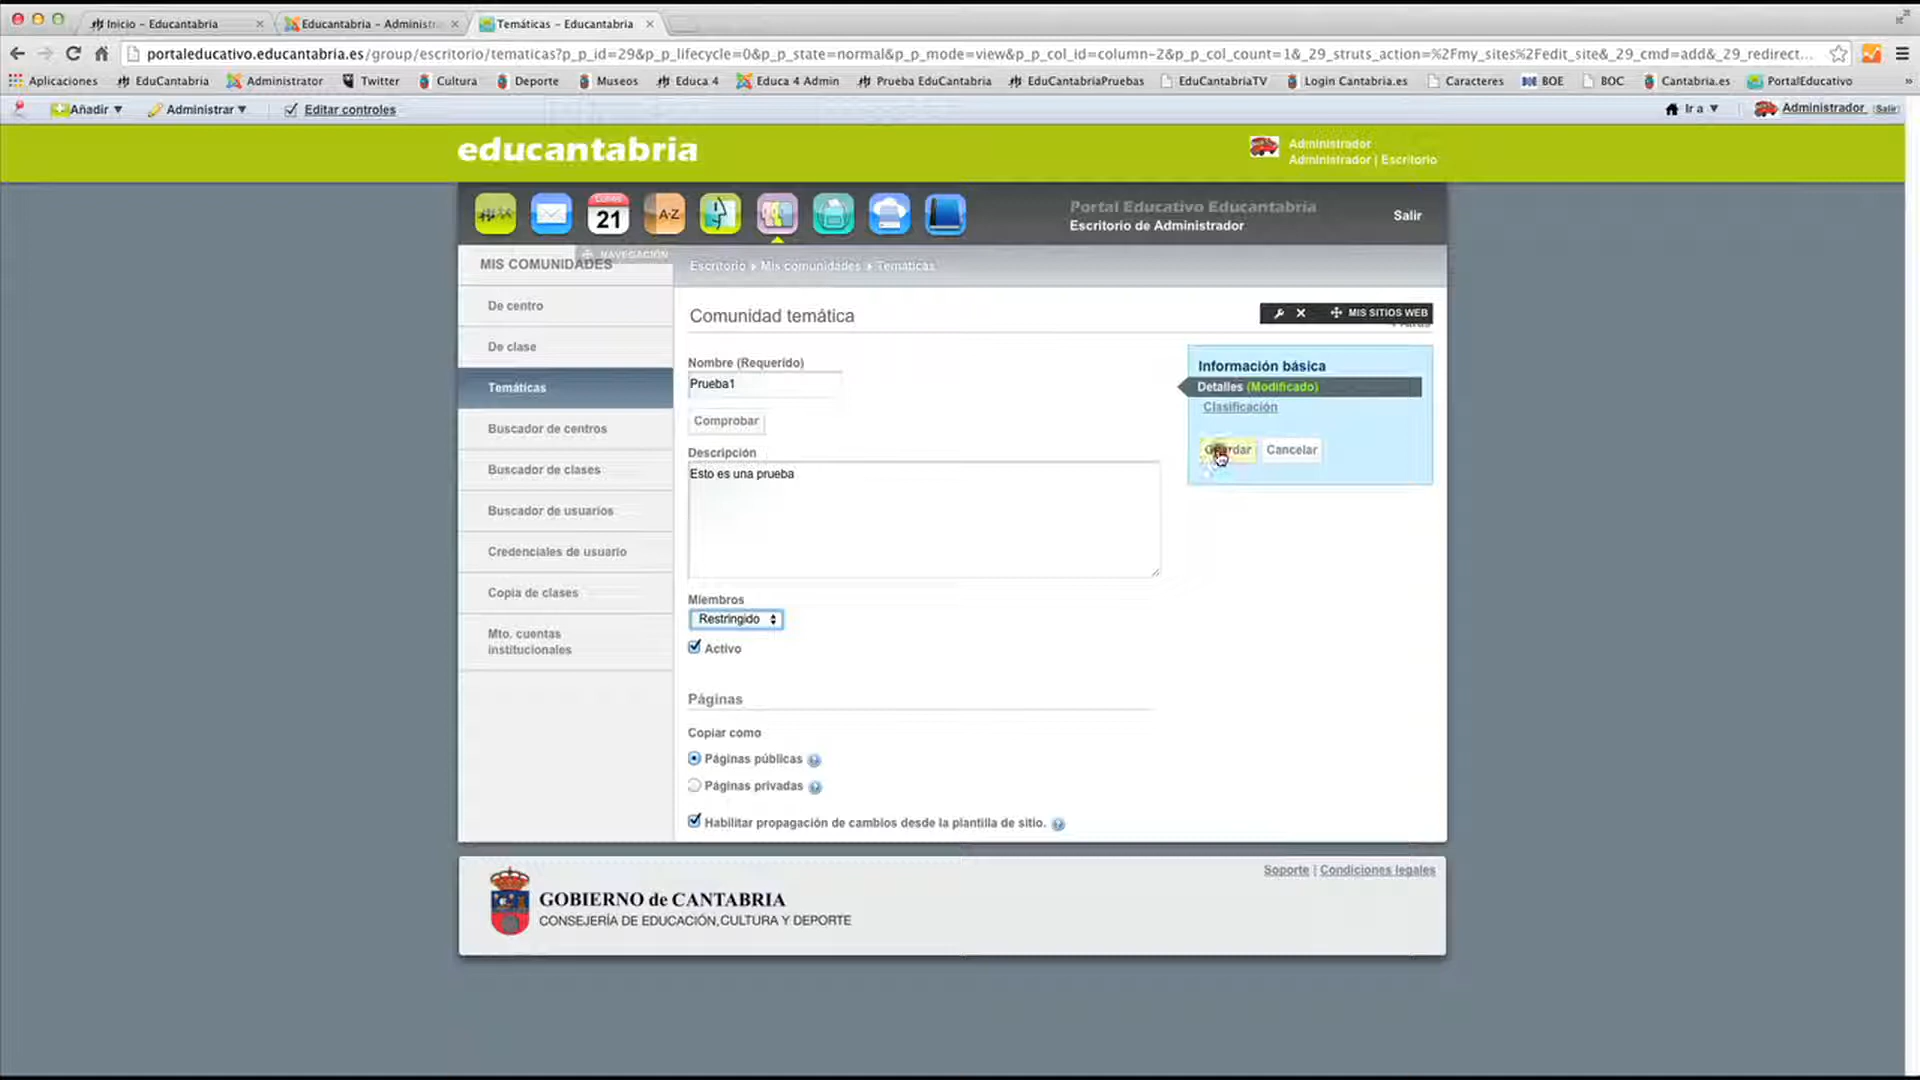 Inicio – Educantabria
Educantabria – Administr
Temáticas – Educantabria
portaleducativo.educantabria.es/group/escritorio/tematicas?p_p_id=29&p_p_lifecycle=0&p_p_state=normal&p_p_mode=view&p_p_col_id=column-2&p_p_col_count=1&_29_struts_action=%2Fmy_sites%2Fedit_site&_29_cmd=add&_29_redirect...
Aplicaciones EduCantabria Administrator Twitter Cultura Deporte Museos Educa 4 Educa 4 Admin Prueba EduCantabria EduCantabriaPruebas EduCantabriaTV Login Cantabria.es Caracteres BOE BOC Cantabria.es PortalEducativo »
Añadir Administrar Editar controles Ir a Administrador (Salir)
educantabria
Administrador
Administrador | Escritorio
21
A-Z
Portal Educativo Educantabria
Escritorio de Administrador
Salir
NAVEGACIÓN
MIS COMUNIDADES
Escritorio Mis comunidades Temáticas
De centro
De clase
Temáticas
Buscador de centros
Buscador de clases
Buscador de usuarios
Credenciales de usuario
Copia de clases
Mto. cuentas
institucionales
Comunidad temática
MIS SITIOS WEB
Nombre (Requerido)
Prueba1
Comprobar
Descripción
Esto es una prueba
Miembros
Restringido
Activo
Páginas
Copiar como
Páginas públicas
Páginas privadas
Habilitar propagación de cambios desde la plantilla de sitio.
Información básica
Detalles (Modificado)
Clasificación
Guardar Cancelar
Soporte | Condiciones legales
GOBIERNO de CANTABRIA
CONSEJERÍA DE EDUCACIÓN, CULTURA Y DEPORTE